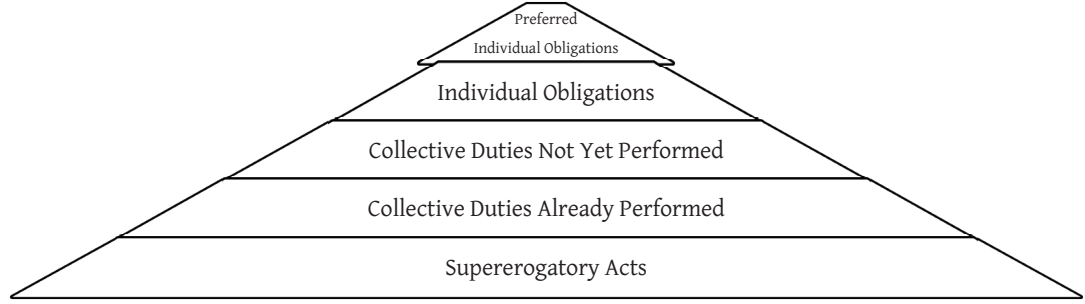 Preferred
Individual Obligations
Individual Obligations
Collective Duties Not Yet Performed
Collective Duties Already Performed
Supererogatory Acts